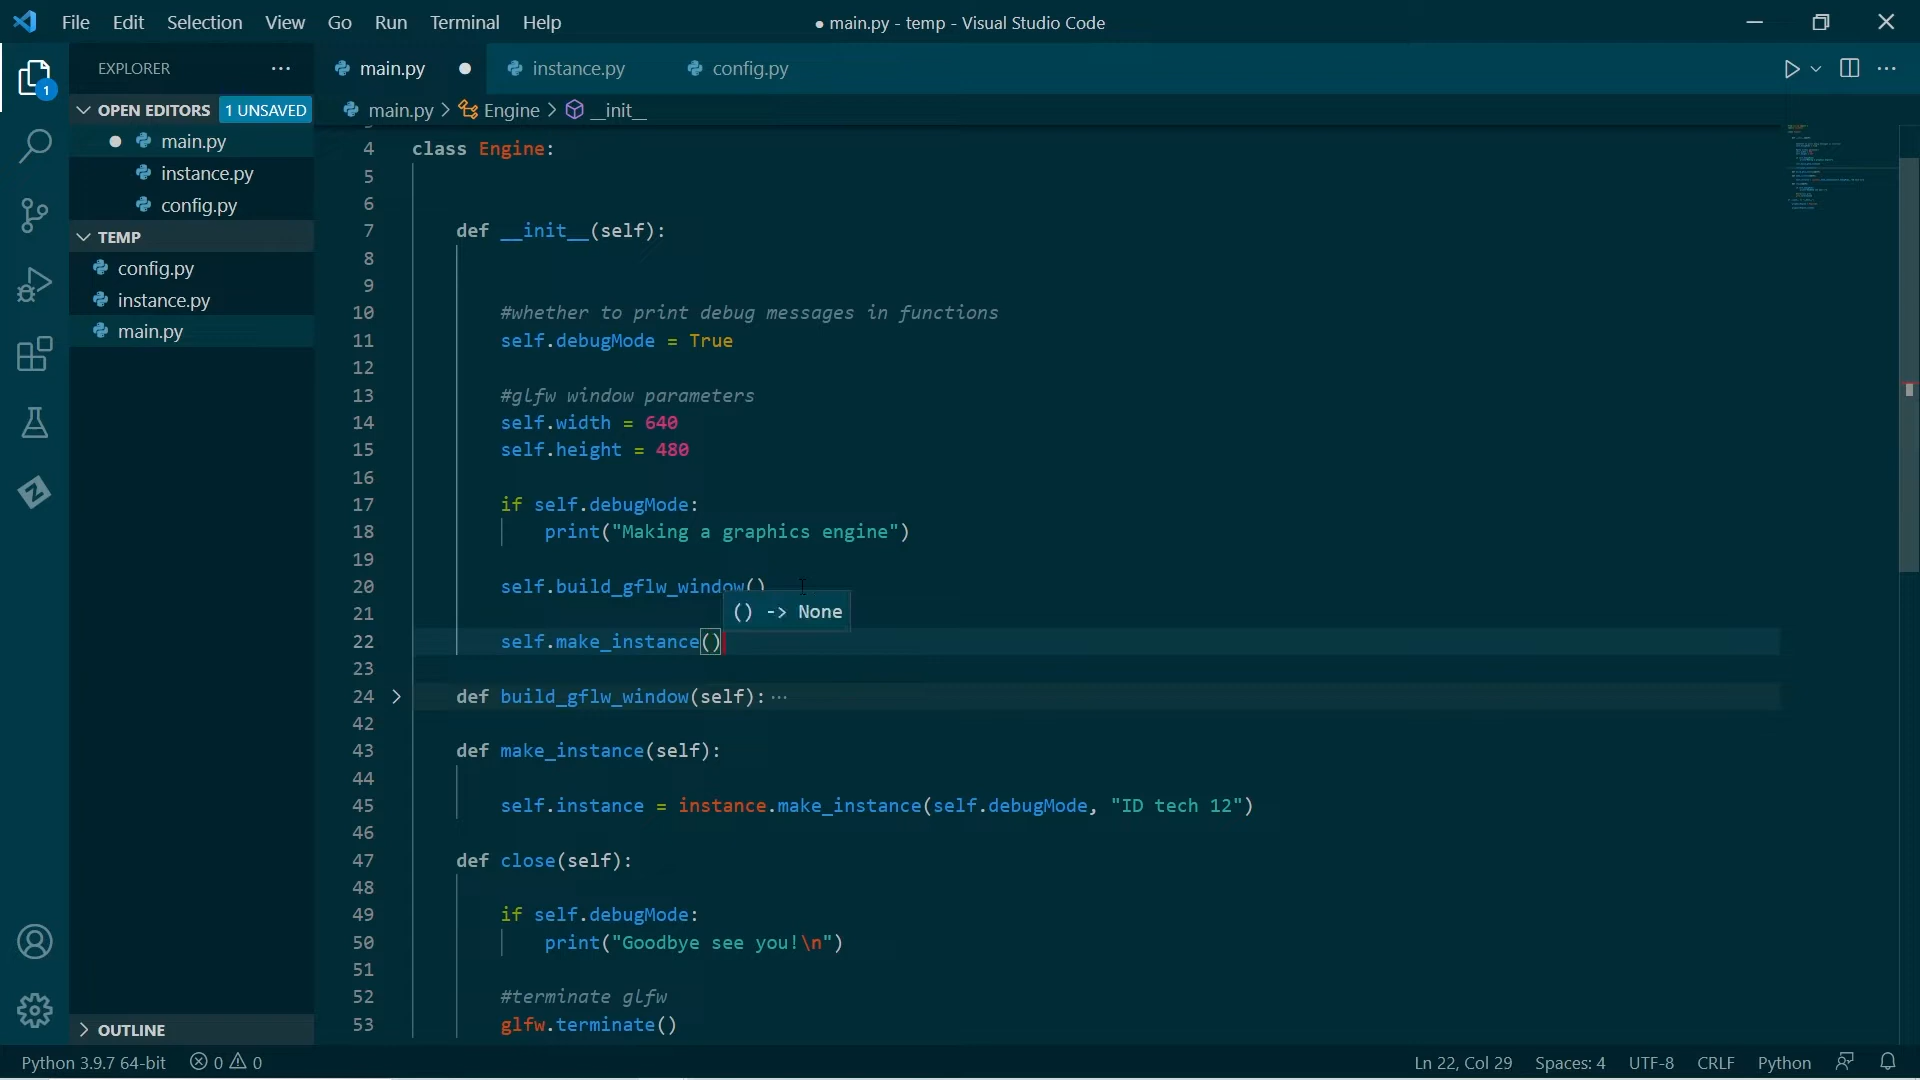 File Edit Selection View Go Run Terminal Help
● main.py - temp - Visual Studio Code
EXPLORER ...
main.py ●
instance.py
config.py
1
OPEN EDITORS 1 UNSAVED
main.py
instance.py
config.py
TEMP
config.py
instance.py
main.py
OUTLINE
main.py > Engine > __init__
4 class Engine:
5
6
7 def __init__(self):
8
9
10 #whether to print debug messages in functions
11 self.debugMode = True
12
13 #glfw window parameters
14 self.width = 640
15 self.height = 480
16
17 if self.debugMode:
18 print("Making a graphics engine")
19
20 self.build_gflw_window()
21
() -> None
22 self.make_instance()
23
24 def build_gflw_window(self):...
42
43 def make_instance(self):
44
45 self.instance = instance.make_instance(self.debugMode, "ID tech 12")
46
47 def close(self):
48
49 if self.debugMode:
50 print("Goodbye see you!\n")
51
52 #terminate glfw
53 glfw.terminate()
Python 3.9.7 64-bit 0 0
Ln 22, Col 29 Spaces: 4 UTF-8 CRLF Python